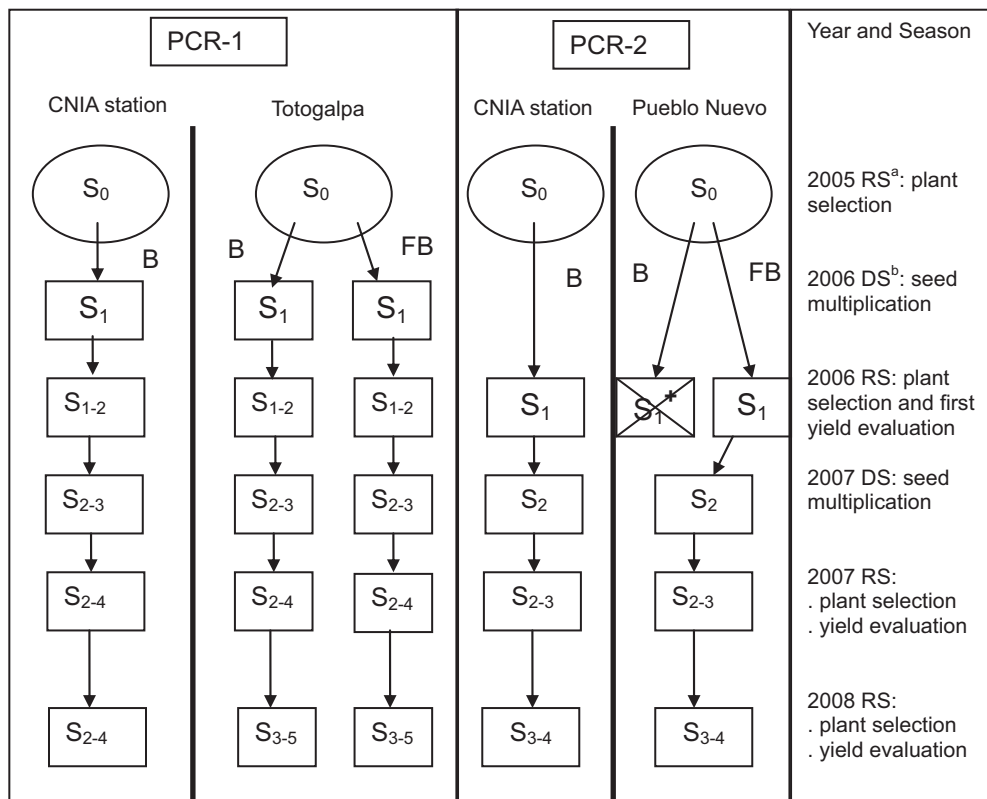 PCR-1 PCR-2 Year and Season
CNIA station Totogalpa CNIA station Pueblo Nuevo
S0 S0 S0 S0 2005 RSa: plant
selection
B B FB B B FB
2006 DSb: seed
multiplication
S1 S1 S1
S1-2 S1-2 S1-2 S1 S1+ S1 2006 RS: plant
selection and first
yield evaluation
S2-3 S2-3 S2-3 S2 S2 2007 DS: seed
multiplication
S2-4 S2-4 S2-4 S2-3 S2-3 2007 RS:
. plant selection
. yield evaluation
S2-4 S3-5 S3-5 S3-4 S3-4 2008 RS:
. plant selection
. yield evaluation